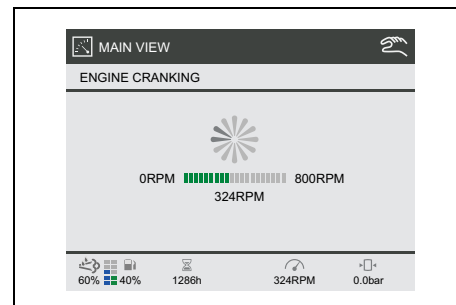 MAIN VIEW
ENGINE CRANKING
0RPM 800RPM
324RPM
60% 40% 1286h 324RPM 0.0bar